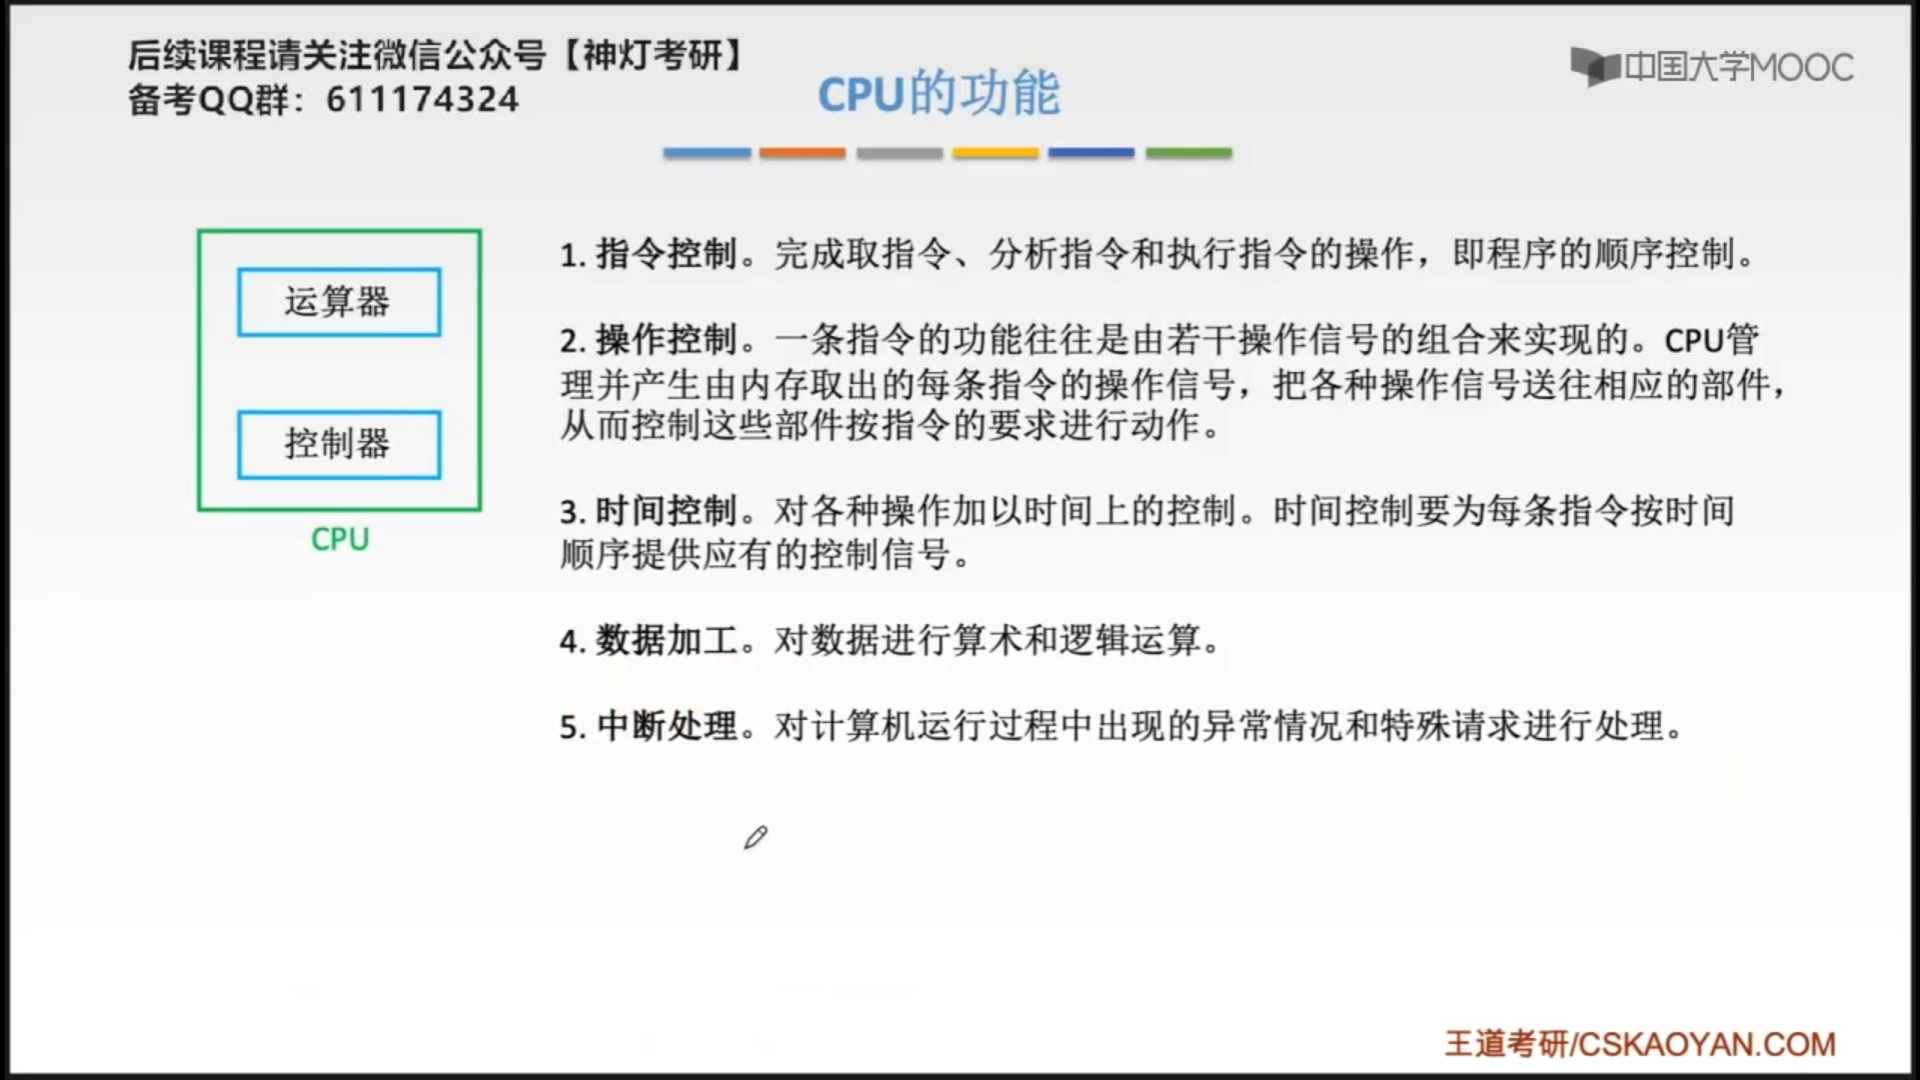 后续课程请关注微信公众号【神灯考研】
备考QQ群：611174324
中国大学MOOC
CPU的功能
运算器
控制器
CPU
1. 指令控制。完成取指令、分析指令和执行指令的操作，即程序的顺序控制。
2. 操作控制。一条指令的功能往往是由若干操作信号的组合来实现的。CPU管
理并产生由内存取出的每条指令的操作信号，把各种操作信号送往相应的部件，
从而控制这些部件按指令的要求进行动作。
3. 时间控制。对各种操作加以时间上的控制。时间控制要为每条指令按时间
顺序提供应有的控制信号。
4. 数据加工。对数据进行算术和逻辑运算。
5. 中断处理。对计算机运行过程中出现的异常情况和特殊请求进行处理。
王道考研/CSKAOYAN.COM